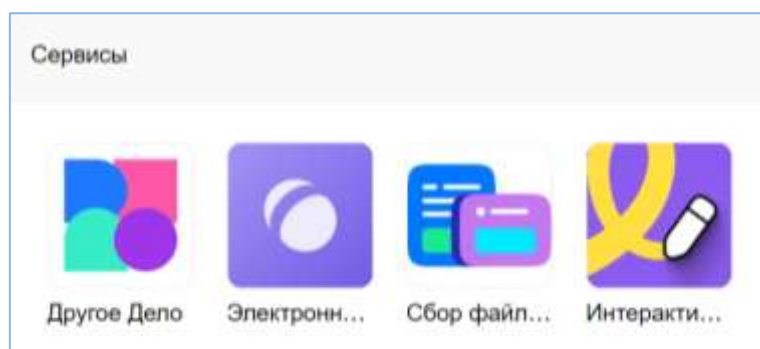 Сервисы
Другое Дело
Электронн...
Сбор файл...
Интеракти...